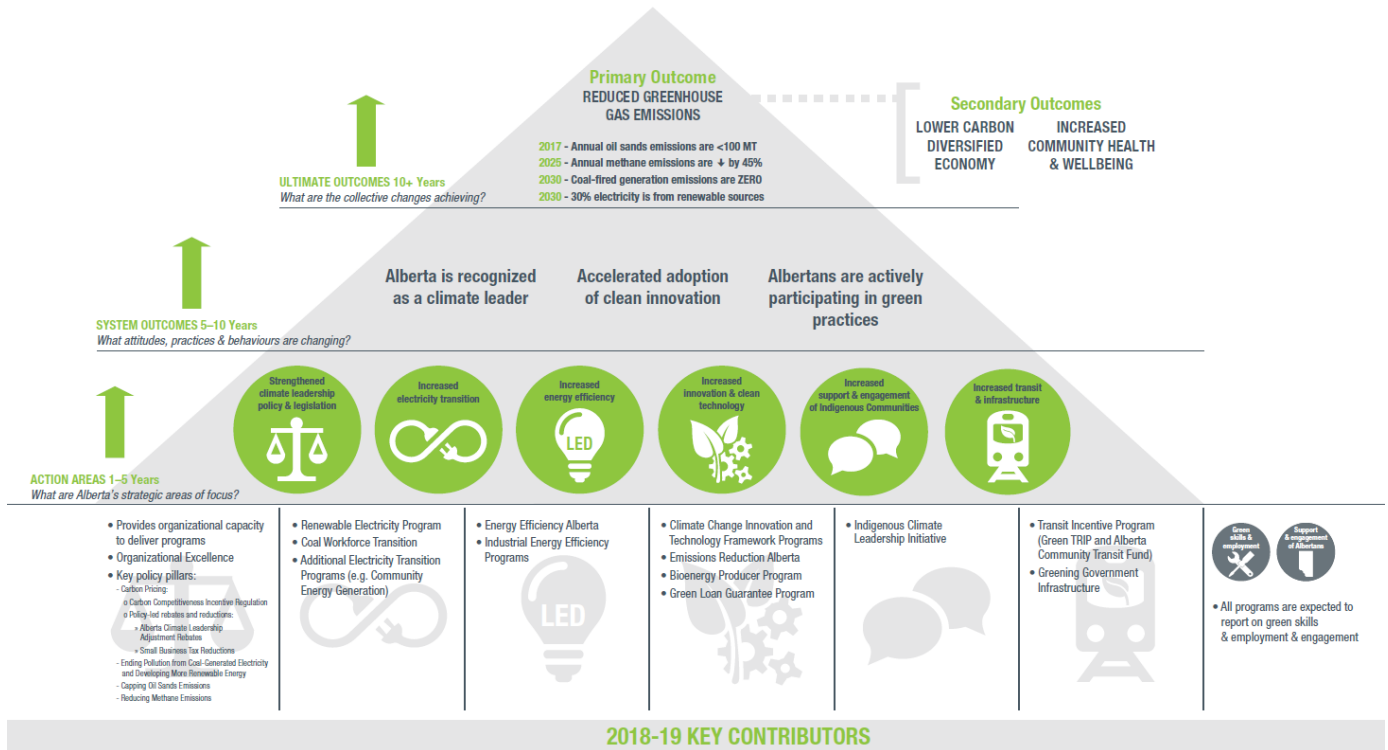 Primary Outcome
REDUCED GREENHOUSE
GAS EMISSIONS
2017 - Annual oil sands emissions are <100 MT
2025 - Annual methane emissions are ↓ by 45%
2030 - Coal-fired generation emissions are ZERO
2030 - 30% electricity is from renewable sources
Secondary Outcomes
LOWER CARBON
DIVERSIFIED
ECONOMY
INCREASED
COMMUNITY HEALTH
& WELLBEING
ULTIMATE OUTCOMES 10+ Years
What are the collective changes achieving?
Alberta is recognized
as a climate leader
Accelerated adoption
of clean innovation
Albertans are actively
participating in green
practices
SYSTEM OUTCOMES 5–10 Years
What attitudes, practices & behaviours are changing?
Strengthened
climate leadership
policy & legislation
Increased
electricity transition
Increased
energy efficiency
LED
Increased
innovation & clean
technology
Increased
support & engagement
of Indigenous Communities
Increased transit
& infrastructure
ACTION AREAS 1–5 Years
What are Alberta's strategic areas of focus?
• Provides organizational capacity
to deliver programs
• Organizational Excellence
• Key policy pillars:
- Carbon Pricing:
o Carbon Competitiveness Incentive Regulation
o Policy-led rebates and reductions:
» Alberta Climate Leadership
Adjustment Rebates
» Small Business Tax Reductions
- Ending Pollution from Coal-Generated Electricity
and Developing More Renewable Energy
- Capping Oil Sands Emissions
- Reducing Methane Emissions
• Renewable Electricity Program
• Coal Workforce Transition
• Additional Electricity Transition
Programs (e.g. Community
Energy Generation)
• Energy Efficiency Alberta
• Industrial Energy Efficiency
Programs
LED
• Climate Change Innovation and
Technology Framework Programs
• Emissions Reduction Alberta
• Bioenergy Producer Program
• Green Loan Guarantee Program
• Indigenous Climate
Leadership Initiative
• Transit Incentive Program
(Green TRIP and Alberta
Community Transit Fund)
• Greening Government
Infrastructure
Green
skills &
employment
Support
& engagement
of Albertans
• All programs are expected to
report on green skills
& employment & engagement
2018-19 KEY CONTRIBUTORS